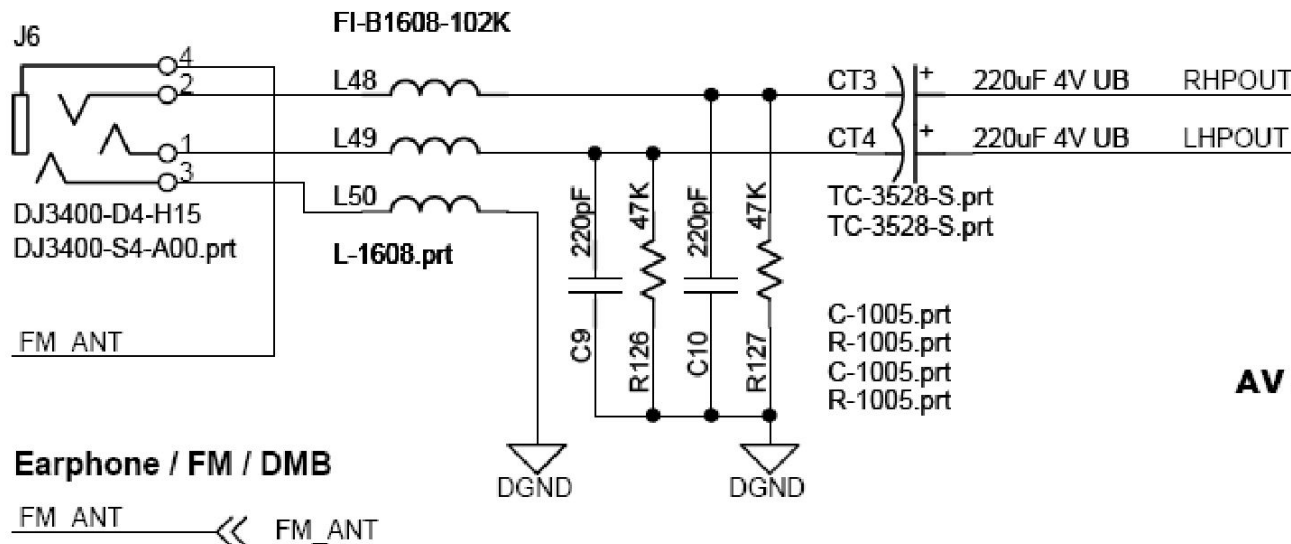 FI-B1608-102K
J6
4
2
L48
CT3
+
220uF 4V UB
RHPOUT
1
L49
CT4
+
220uF 4V UB
LHPOUT
3
L50
DJ3400-D4-H15
DJ3400-S4-A00.prt
L-1608.prt
220pF
47K
220pF
47K
TC-3528-S.prt
TC-3528-S.prt
C9
R126
C10
R127
C-1005.prt
R-1005.prt
C-1005.prt
R-1005.prt
FM_ANT
AV
Earphone / FM / DMB
DGND
DGND
FM_ANT
FM_ANT